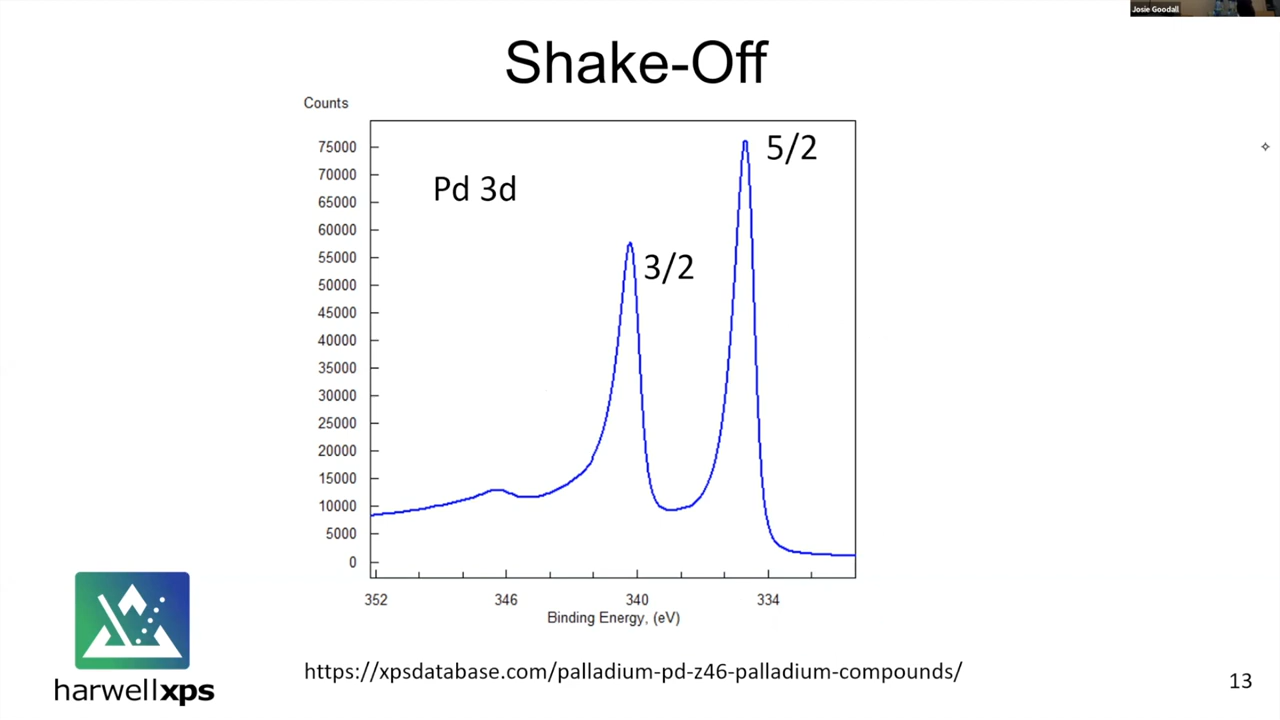 Josie Goodall
Shake-Off
Counts
75000
70000
65000
60000
55000
50000
45000
40000
35000
30000
25000
20000
15000
10000
5000
0
Pd 3d
5/2
3/2
352 346 340 334
Binding Energy, (eV)
harwellxps
https://xpsdatabase.com/palladium-pd-z46-palladium-compounds/
13